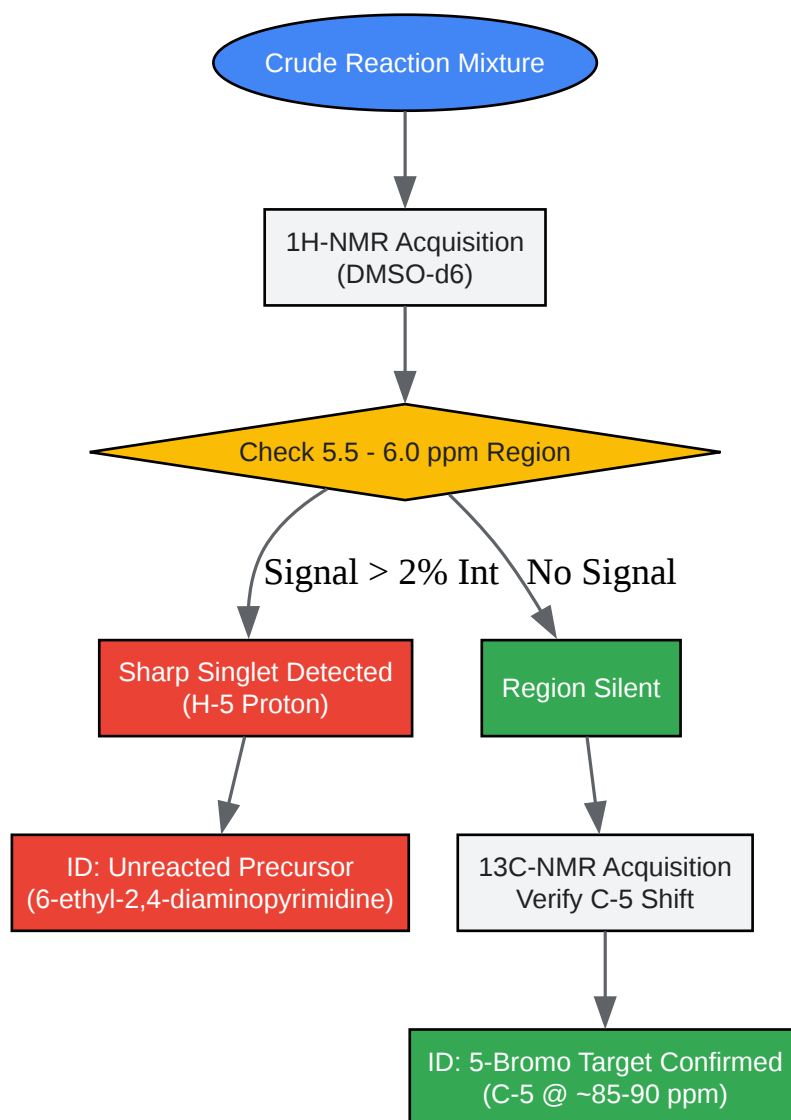 Crude Reaction Mixture
1H-NMR Acquisition
(DMSO-d6)
Check 5.5 - 6.0 ppm Region
Signal > 2% Int
No Signal
Sharp Singlet Detected
(H-5 Proton)
Region Silent
ID: Unreacted Precursor
(6-ethyl-2,4-diaminopyrimidine)
13C-NMR Acquisition
Verify C-5 Shift
ID: 5-Bromo Target Confirmed
(C-5 @ ~85-90 ppm)